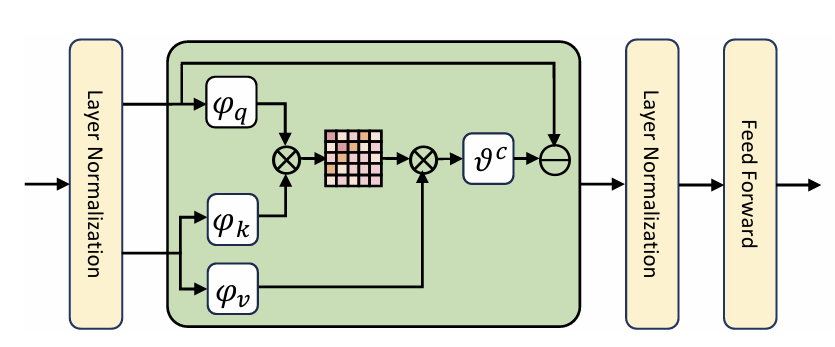 Layer Normalization
φq
φk
φv
ϑc
Layer Normalization
Feed Forward